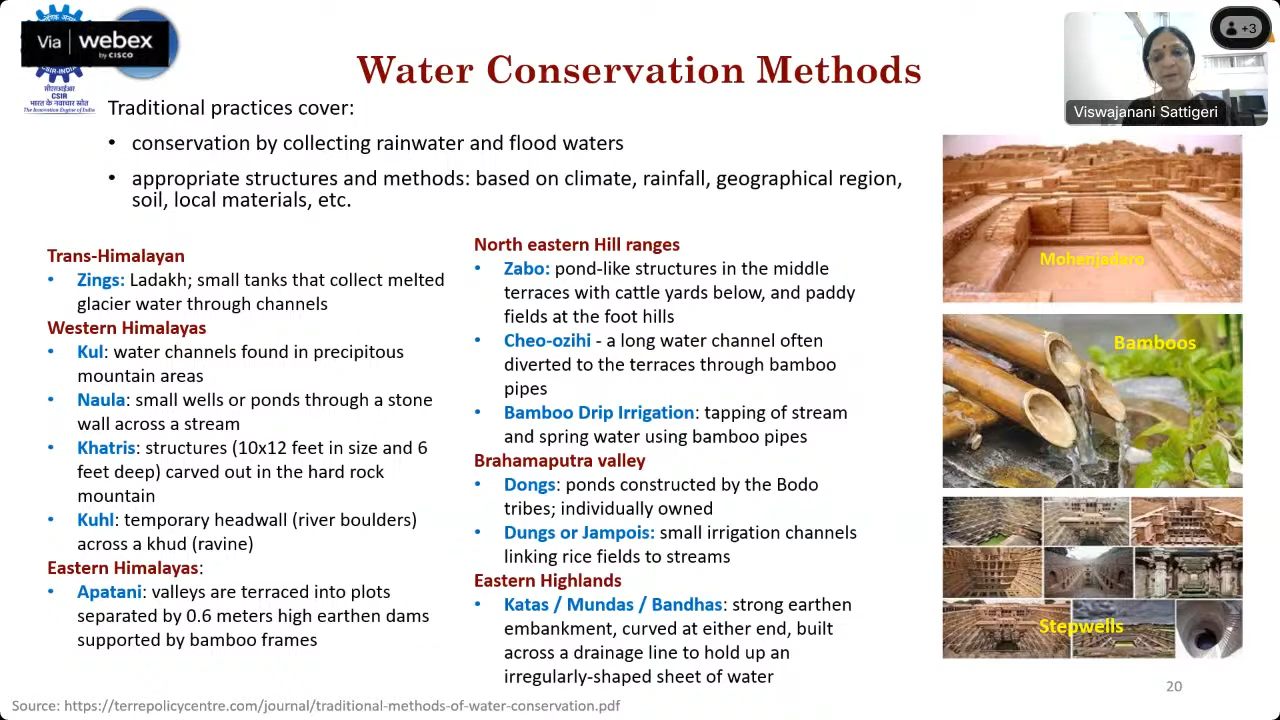 Via | webex
by CISCO
CSIR-INDIA
सीएसआईआर
CSIR
भारत के नवाचार स्रोत
The Innovation Engine of India
Water Conservation Methods
+3
Viswajanani Sattigeri
Traditional practices cover:
• conservation by collecting rainwater and flood waters
• appropriate structures and methods: based on climate, rainfall, geographical region,
soil, local materials, etc.
Trans-Himalayan
• Zings: Ladakh; small tanks that collect melted
glacier water through channels
Western Himalayas
• Kul: water channels found in precipitous
mountain areas
• Naula: small wells or ponds through a stone
wall across a stream
• Khatris: structures (10x12 feet in size and 6
feet deep) carved out in the hard rock
mountain
• Kuhl: temporary headwall (river boulders)
across a khud (ravine)
Eastern Himalayas:
• Apatani: valleys are terraced into plots
separated by 0.6 meters high earthen dams
supported by bamboo frames
North eastern Hill ranges
• Zabo: pond-like structures in the middle
terraces with cattle yards below, and paddy
fields at the foot hills
• Cheo-ozihi - a long water channel often
diverted to the terraces through bamboo
pipes
• Bamboo Drip Irrigation: tapping of stream
and spring water using bamboo pipes
Brahamaputra valley
• Dongs: ponds constructed by the Bodo
tribes; individually owned
• Dungs or Jampois: small irrigation channels
linking rice fields to streams
Eastern Highlands
• Katas / Mundas / Bandhas: strong earthen
embankment, curved at either end, built
across a drainage line to hold up an
irregularly-shaped sheet of water
Mohenjadaro
Bamboos
Stepwells
20
Source: https://terrepolicycentre.com/journal/traditional-methods-of-water-conservation.pdf